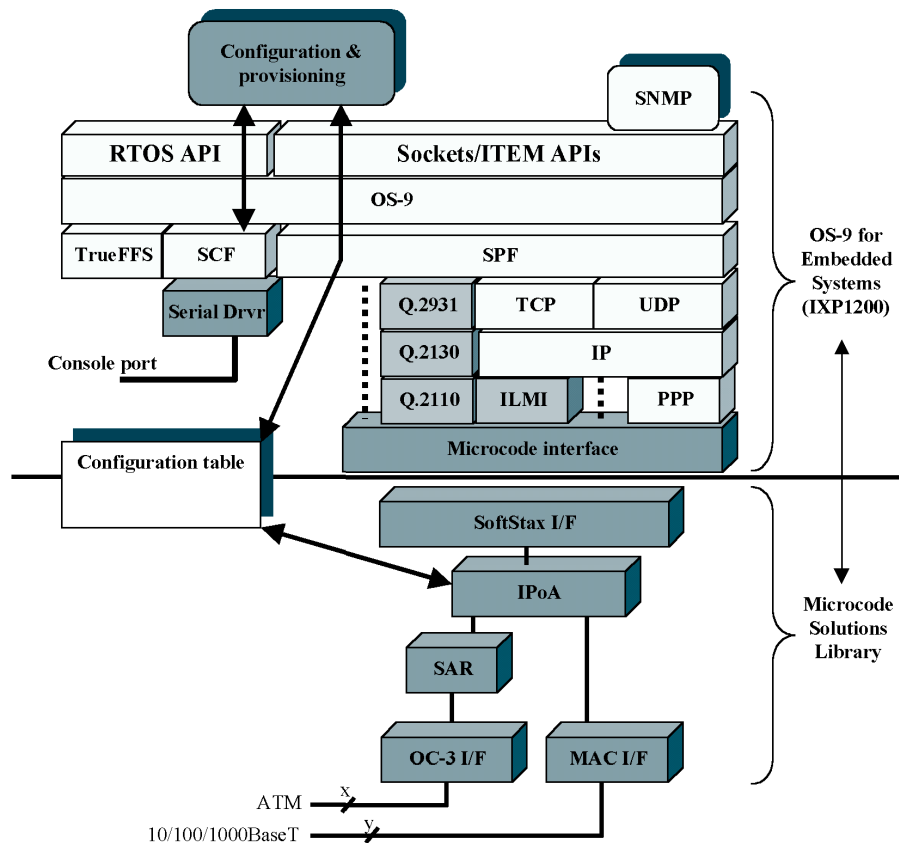 Configuration &
provisioning
SNMP
RTOS API
Sockets/ITEM APIs
OS-9
TrueFFS
SCF
SPF
Serial Drvr
Q.2931
TCP
UDP
Console port
Q.2130
IP
Q.2110
ILMI
PPP
Microcode interface
OS-9 for
Embedded
Systems
(IXP1200)
Configuration table
SoftStax I/F
IPoA
SAR
OC-3 I/F
MAC I/F
Microcode
Solutions
Library
ATM
x
10/100/1000BaseT
y